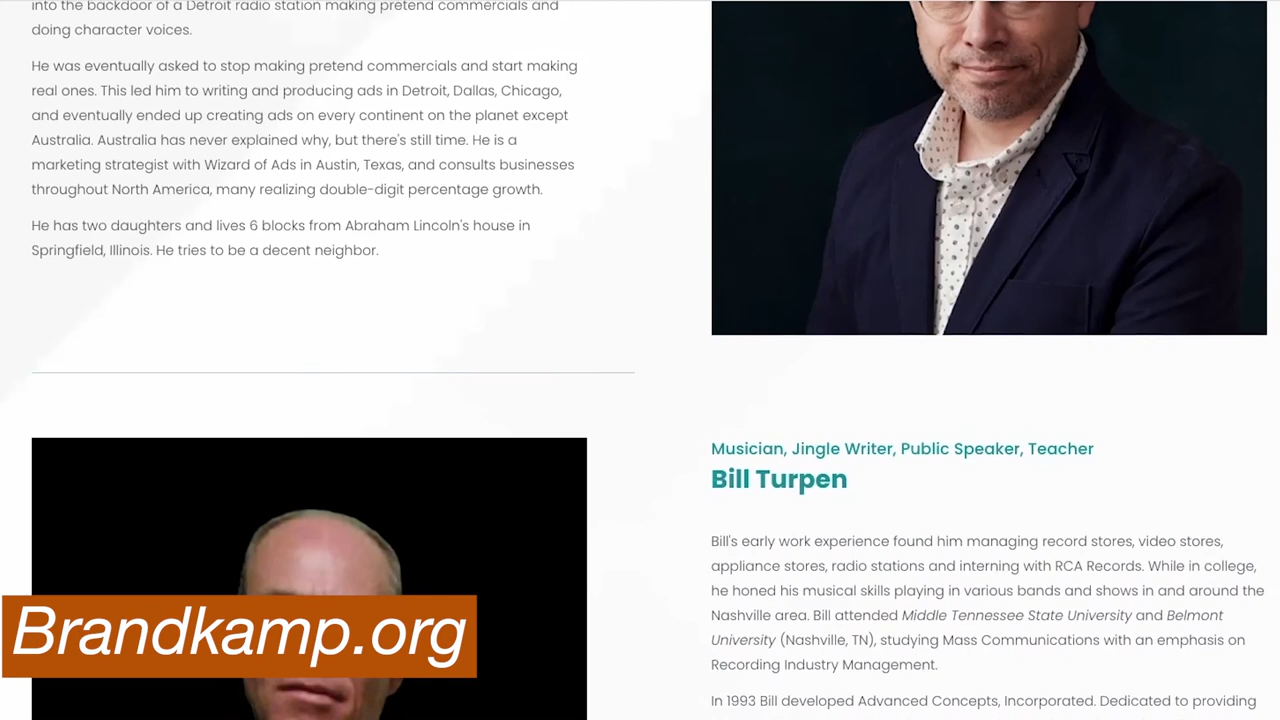 into the backdoor of a Detroit radio station making pretend commercials and
doing character voices.
He was eventually asked to stop making pretend commercials and start making
real ones. This led him to writing and producing ads in Detroit, Dallas, Chicago,
and eventually ended up creating ads on every continent on the planet except
Australia. Australia has never explained why, but there's still time. He is a
marketing strategist with Wizard of Ads in Austin, Texas, and consults businesses
throughout North America, many realizing double-digit percentage growth.
He has two daughters and lives 6 blocks from Abraham Lincoln's house in
Springfield, Illinois. He tries to be a decent neighbor.
Musician, Jingle Writer, Public Speaker, Teacher
Bill Turpen
Bill's early work experience found him managing record stores, video stores,
appliance stores, radio stations and interning with RCA Records. While in college,
he honed his musical skills playing in various bands and shows in and around the
Nashville area. Bill attended Middle Tennessee State University and Belmont
University (Nashville, TN), studying Mass Communications with an emphasis on
Recording Industry Management.
In 1993 Bill developed Advanced Concepts, Incorporated. Dedicated to providing
Brandkamp.org